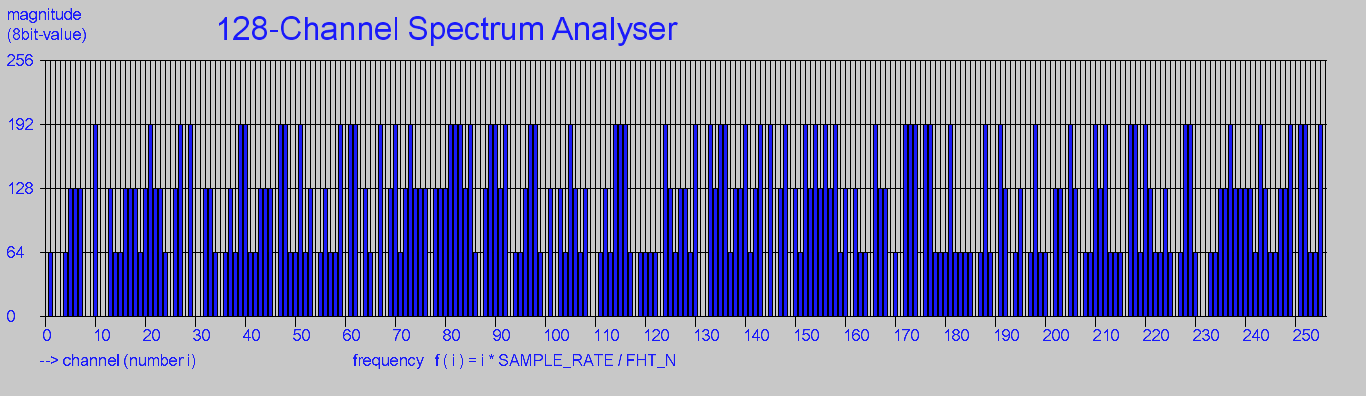 magnitude
(8bit-value)
128-Channel Spectrum Analyser
256
192
128
64
0
0 10 20 30 40 50 60 70 80 90 100 110 120 130 140 150 160 170 180 190 200 210 220 230 240 250
--> channel (number i) frequency f ( i ) = i * SAMPLE_RATE / FHT_N